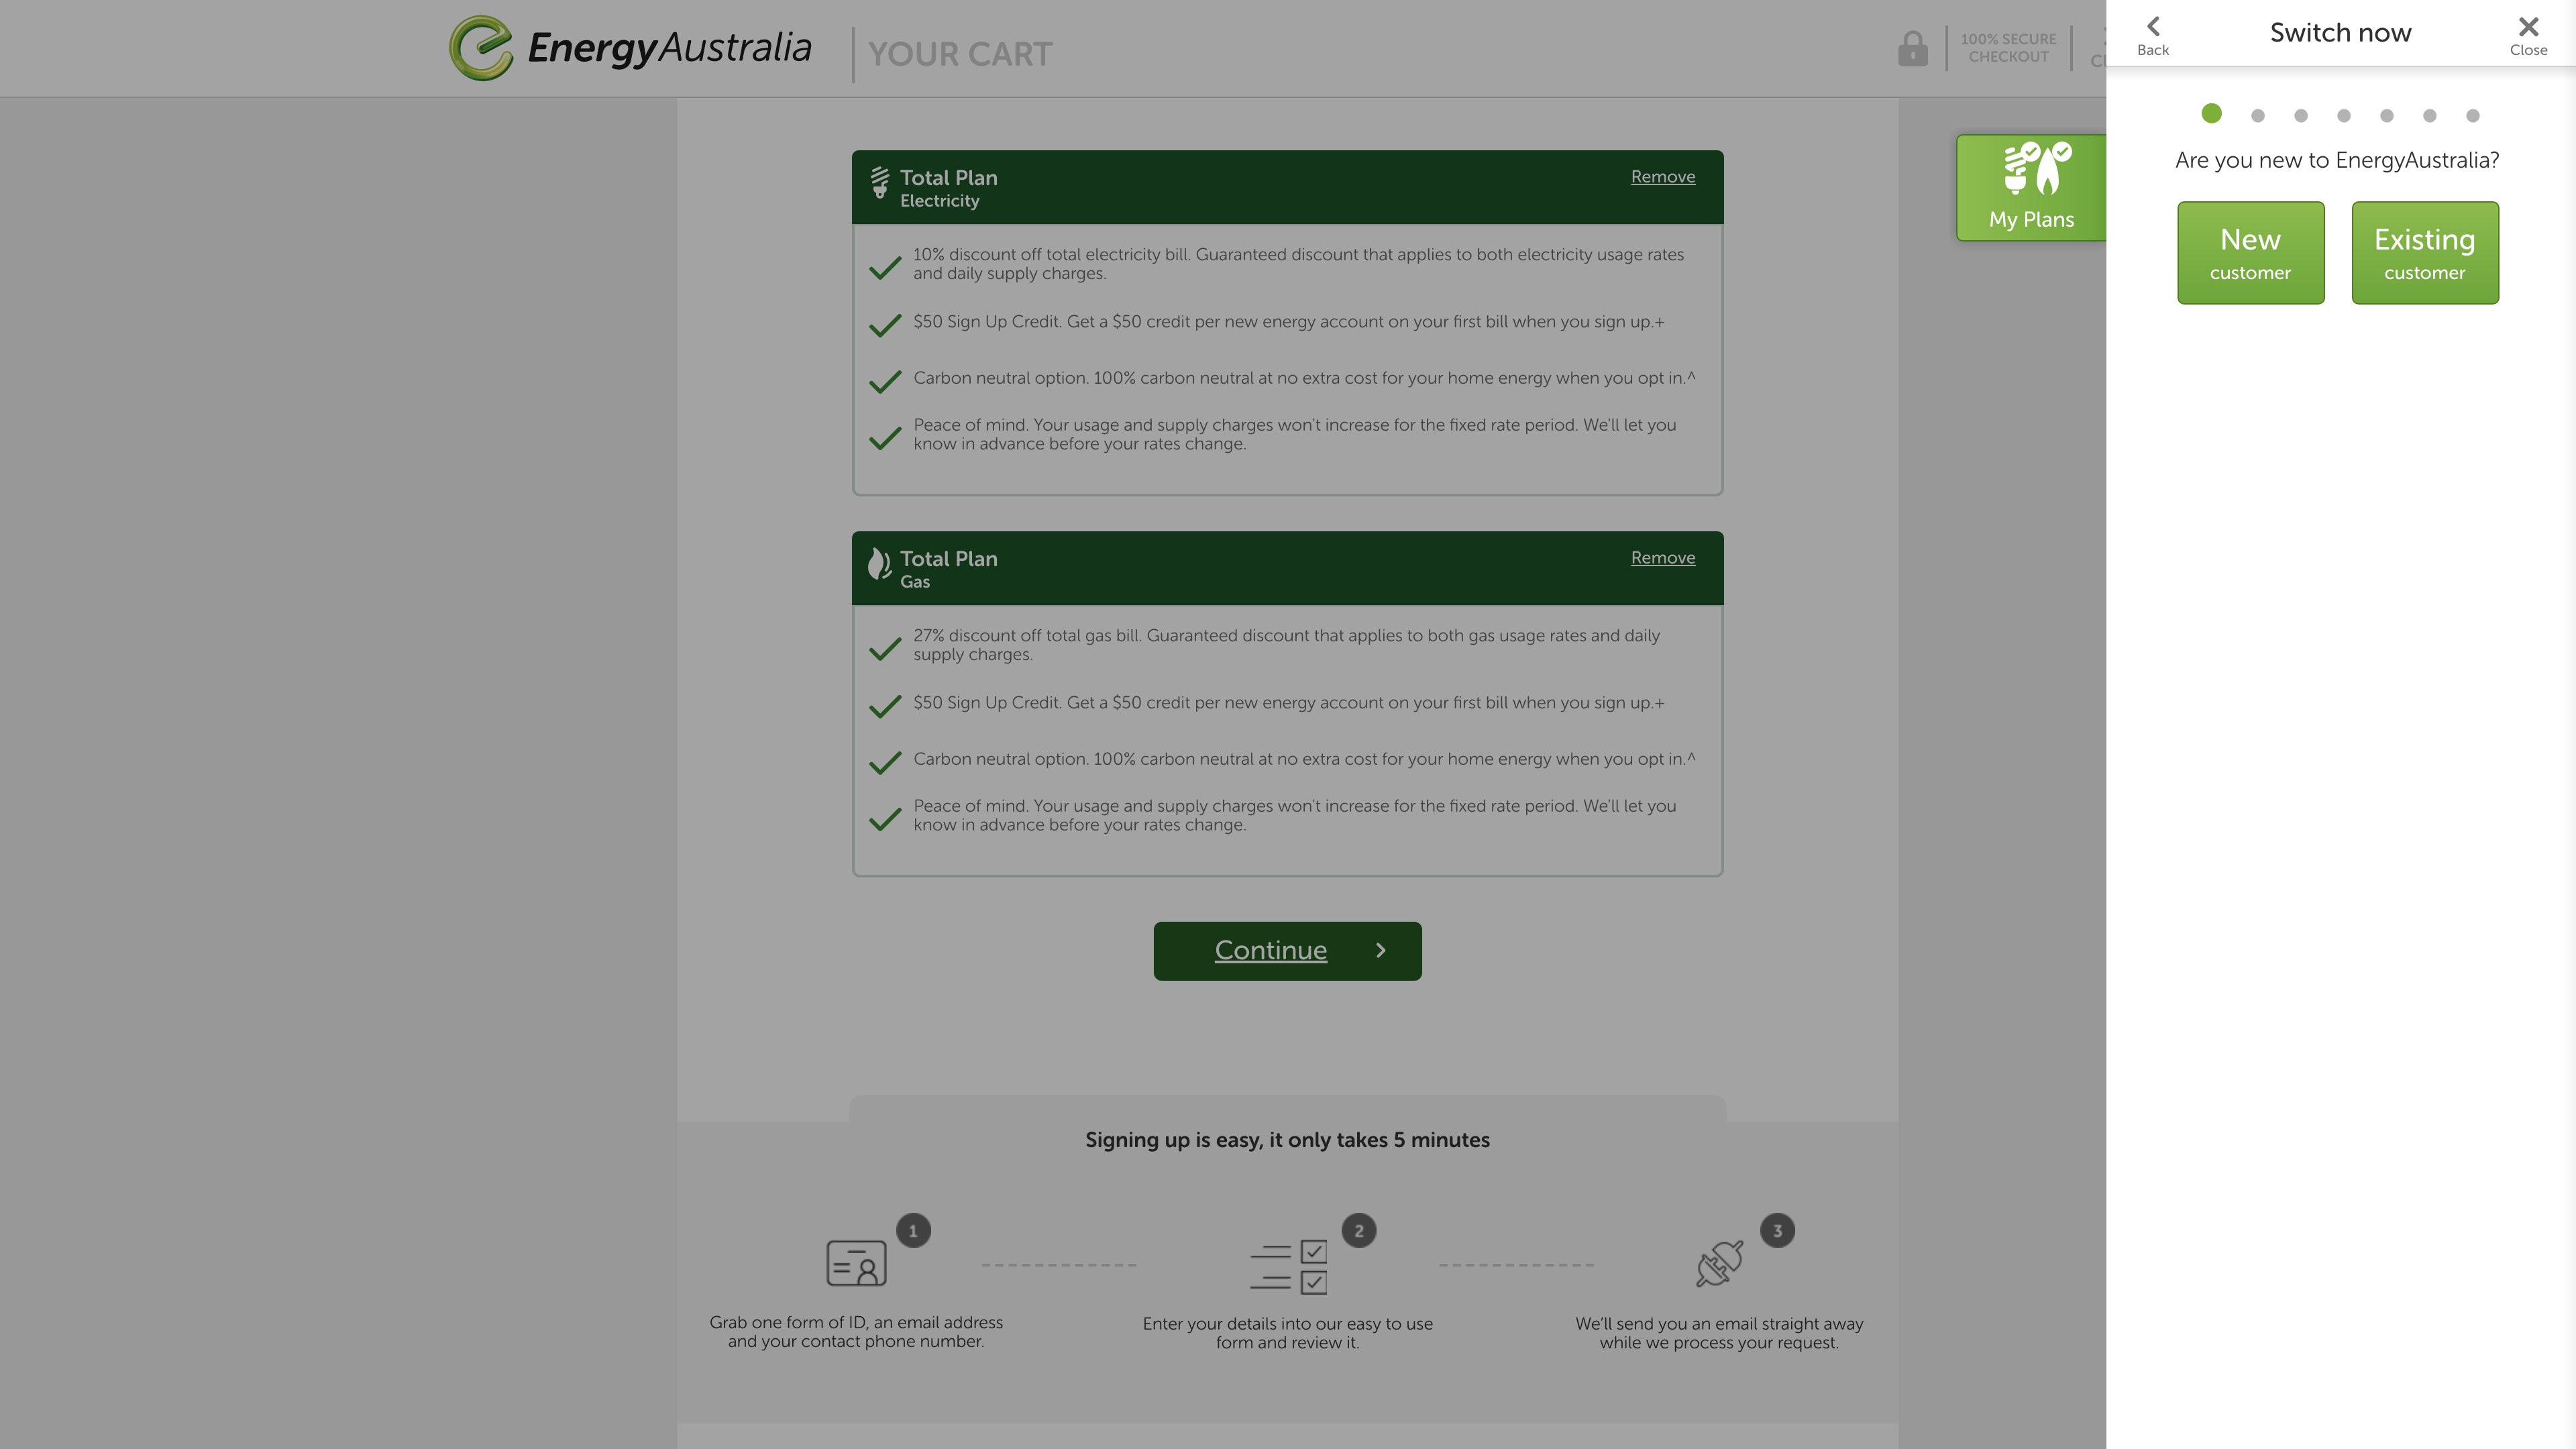 EnergyAustralia
YOUR CART
100% SECURE
CHECKOUT
Back
Switch now
Close
Are you new to EnergyAustralia?
New
customer
Existing
customer
My Plans
Total Plan
Electricity
Remove
10% discount off total electricity bill. Guaranteed discount that applies to both electricity usage rates
and daily supply charges.
$50 Sign Up Credit. Get a $50 credit per new energy account on your first bill when you sign up.+
Carbon neutral option. 100% carbon neutral at no extra cost for your home energy when you opt in.^
Peace of mind. Your usage and supply charges won't increase for the fixed rate period. We'll let you
know in advance before your rates change.
Total Plan
Gas
Remove
27% discount off total gas bill. Guaranteed discount that applies to both gas usage rates and daily
supply charges.
$50 Sign Up Credit. Get a $50 credit per new energy account on your first bill when you sign up.+
Carbon neutral option. 100% carbon neutral at no extra cost for your home energy when you opt in.^
Peace of mind. Your usage and supply charges won't increase for the fixed rate period. We'll let you
know in advance before your rates change.
Continue
Signing up is easy, it only takes 5 minutes
1
Grab one form of ID, an email address
and your contact phone number.
2
Enter your details into our easy to use
form and review it.
3
We'll send you an email straight away
while we process your request.